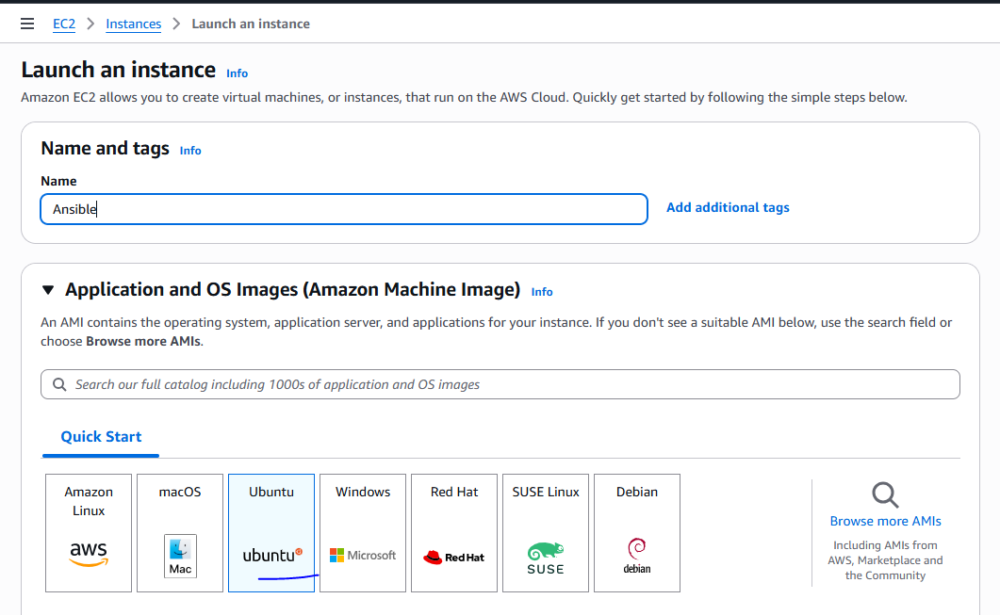 EC2 > Instances > Launch an instance
Launch an instance Info
Amazon EC2 allows you to create virtual machines, or instances, that run on the AWS Cloud. Quickly get started by following the simple steps below.
Name and tags Info
Name
Ansible
Add additional tags
Application and OS Images (Amazon Machine Image) Info
An AMI contains the operating system, application server, and applications for your instance. If you don't see a suitable AMI below, use the search field or
choose Browse more AMIs.
Search our full catalog including 1000s of application and OS images
Quick Start
Amazon
Linux
aws
macOS
Mac
Ubuntu
ubuntu
Windows
Microsoft
Red Hat
Red Hat
SUSE Linux
SUSE
Debian
debian
Browse more AMIs
Including AMIs from
AWS, Marketplace and
the Community